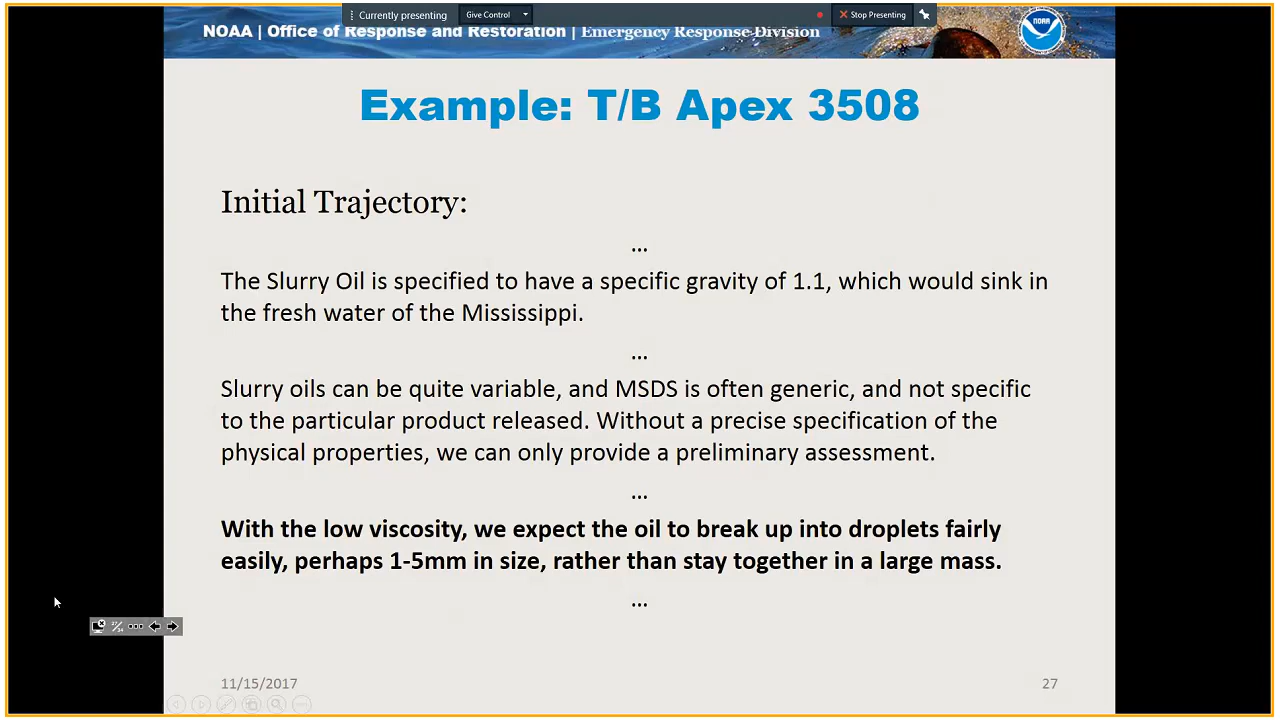 Currently presenting
Give Control
Stop Presenting
NOAA | Office of Response and Restoration | Emergency Response Division
NOAA
Example: T/B Apex 3508
Initial Trajectory:
...
The Slurry Oil is specified to have a specific gravity of 1.1, which would sink in
the fresh water of the Mississippi.
...
Slurry oils can be quite variable, and MSDS is often generic, and not specific
to the particular product released. Without a precise specification of the
physical properties, we can only provide a preliminary assessment.
...
With the low viscosity, we expect the oil to break up into droplets fairly
easily, perhaps 1-5mm in size, rather than stay together in a large mass.
...
11/15/2017
27